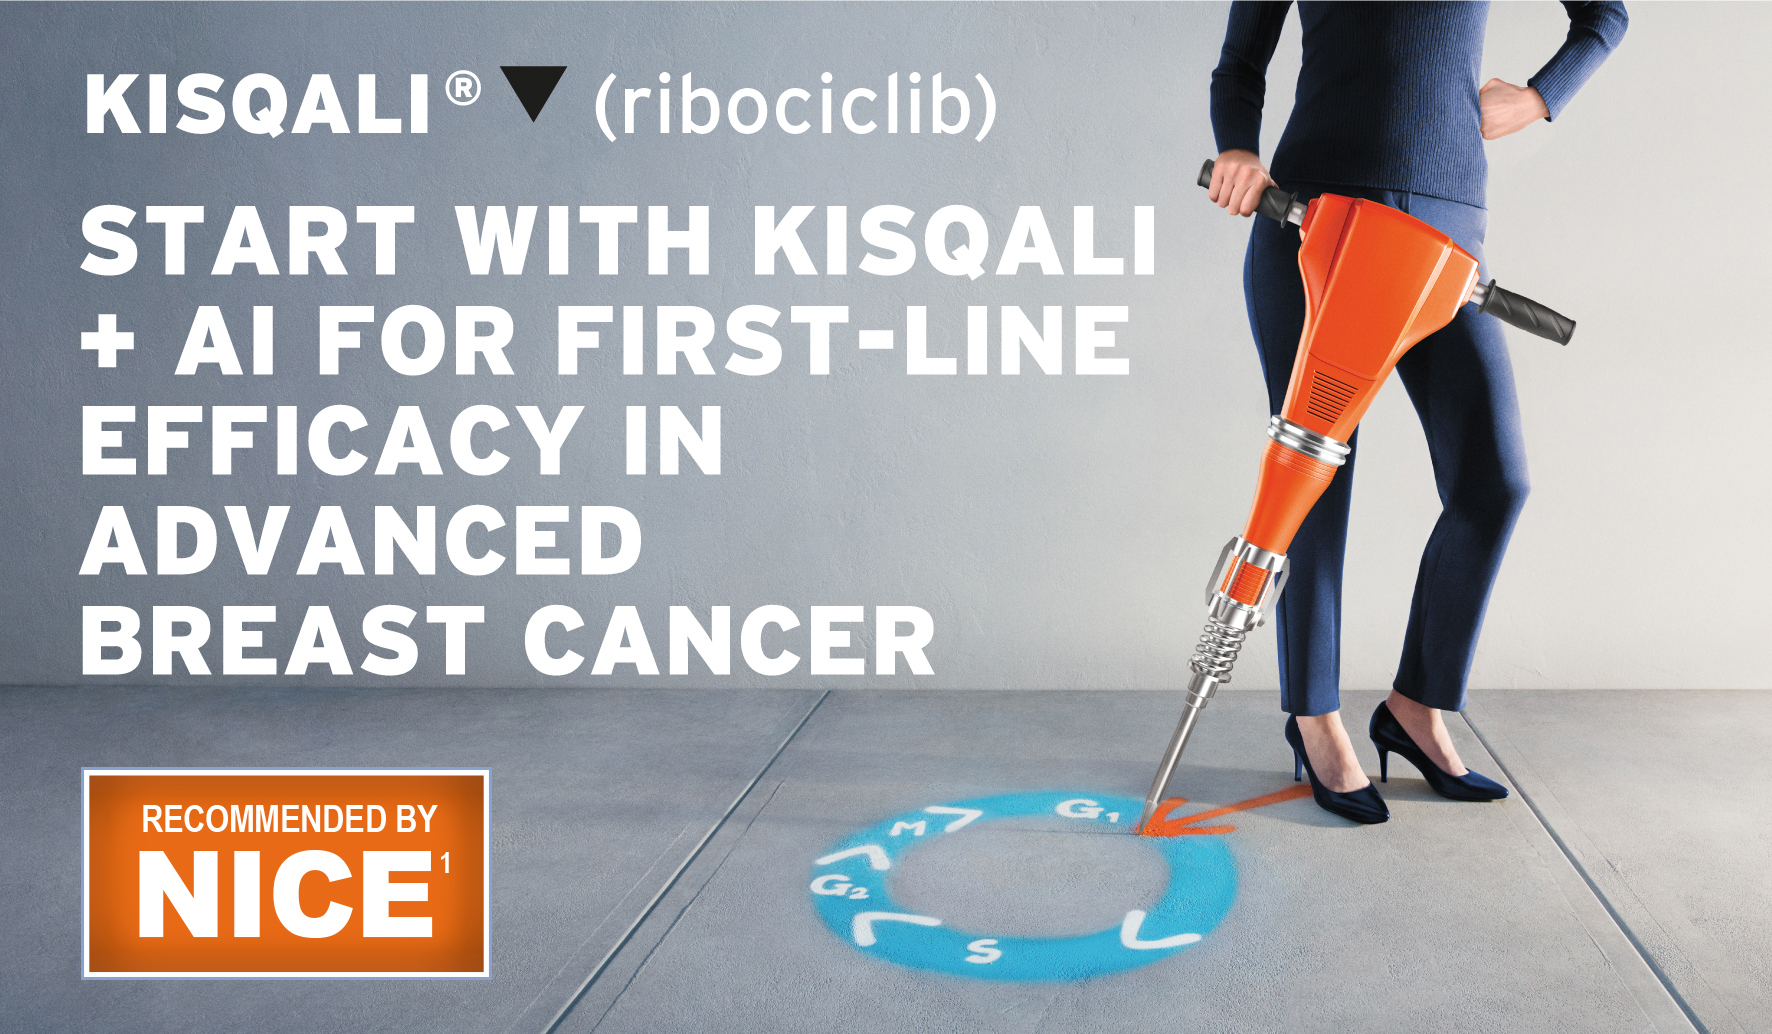 KISQALI® ▼ (ribociclib)
START WITH KISQALI
+ AI FOR FIRST-LINE
EFFICACY IN
ADVANCED
BREAST CANCER
RECOMMENDED BY
NICE¹
G1
M
G2
S